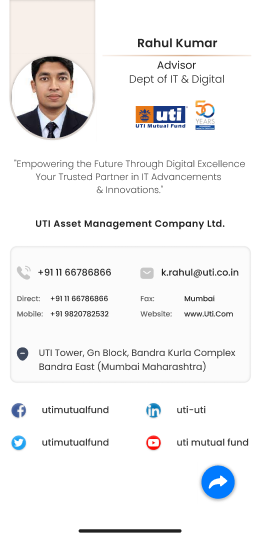 Rahul Kumar
Advisor
Dept of IT & Digital
uti
UTI Mutual Fund
50
YEARS
"Empowering the Future Through Digital Excellence
Your Trusted Partner in IT Advancements
& Innovations."
UTI Asset Management Company Ltd.
+91 11 66786866
k.rahul@uti.co.in
Direct: +91 11 66786866
Fax: Mumbai
Mobile: +91 9820782532
Website: www.Uti.Com
UTI Tower, Gn Block, Bandra Kurla Complex
Bandra East (Mumbai Maharashtra)
utimutualfund
uti-uti
utimutualfund
uti mutual fund